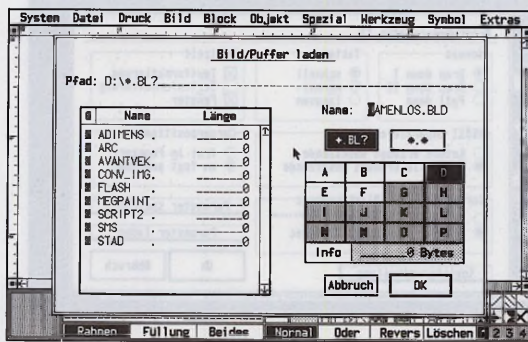 System Datei Druck Bild Block Objekt Spezial Werkzeug Symbol Extras
Bild/Puffer laden
Pfad: D:\*.BL?
Name Länge
ADIMENS . 0
ARC . 0
AVANTVEK. 0
CONV_IMG. 0
FLASH . 0
MEGPAINT. 0
SCRIPT2 . 0
SMS . 0
STAD . 0
Name: NAMENLOS.BLD
*.BL? *.*
A B C D
E F G H
I J K L
M N O P
Info 0 Bytes
Abbruch OK
Rahmen Füllung Beides Normal Oder Revers Löschen 2 3 4